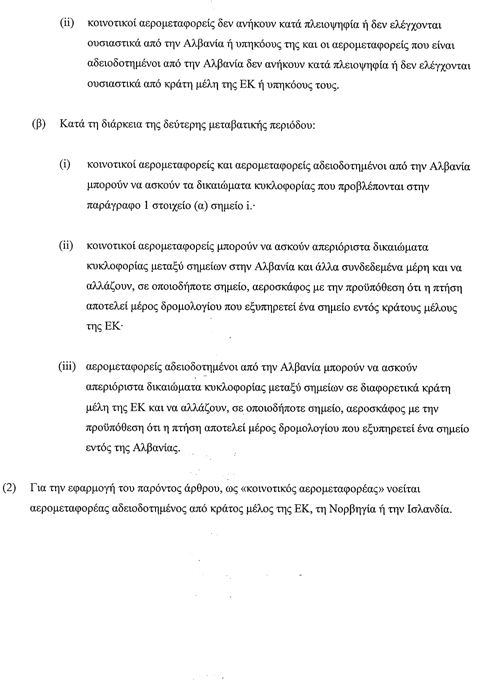 (ii) κοινοτικοί αερομεταφορείς δεν ανήκουν κατά πλειοψηφία ή δεν ελέγχονται
ουσιαστικά από την Αλβανία ή υπηκόους της και οι αερομεταφορείς που είναι
αδειοδοτημένοι από την Αλβανία δεν ανήκουν κατά πλειοψηφία ή δεν ελέγχονται
ουσιαστικά από κράτη μέλη της ΕΚ ή υπηκόους τους.
(β) Κατά τη διάρκεια της δεύτερης μεταβατικής περιόδου:
(i) κοινοτικοί αερομεταφορείς και αερομεταφορείς αδειοδοτημένοι από την Αλβανία
μπορούν να ασκούν τα δικαιώματα κυκλοφορίας που προβλέπονται στην
παράγραφο 1 στοιχείο (α) σημείο i.·
(ii) κοινοτικοί αερομεταφορείς μπορούν να ασκούν απεριόριστα δικαιώματα
κυκλοφορίας μεταξύ σημείων στην Αλβανία και άλλα συνδεδεμένα μέρη και να
αλλάζουν, σε οποιοδήποτε σημείο, αεροσκάφος με την προϋπόθεση ότι η πτήση
αποτελεί μέρος δρομολογίου που εξυπηρετεί ένα σημείο εντός κράτους μέλους
της ΕΚ·
(iii) αερομεταφορείς αδειοδοτημένοι από την Αλβανία μπορούν να ασκούν
απεριόριστα δικαιώματα κυκλοφορίας μεταξύ σημείων σε διαφορετικά κράτη
μέλη της ΕΚ και να αλλάζουν, σε οποιοδήποτε σημείο, αεροσκάφος με την
προϋπόθεση ότι η πτήση αποτελεί μέρος δρομολογίου που εξυπηρετεί ένα σημείο
εντός της Αλβανίας.
(2) Για την εφαρμογή του παρόντος άρθρου, ως «κοινοτικός αερομεταφορέας» νοείται
αερομεταφορέας αδειοδοτημένος από κράτος μέλος της ΕΚ, τη Νορβηγία ή την Ισλανδία.